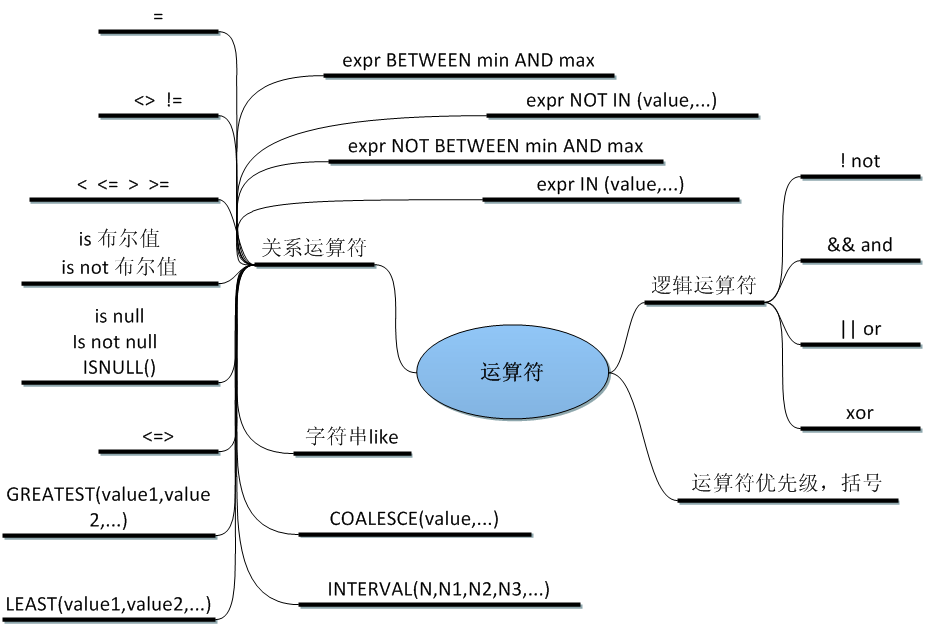 =
<> !=
< <= > >=
is 布尔值
is not 布尔值
is null
Is not null
ISNULL()
<=>
GREATEST(value1,value
2,...)
LEAST(value1,value2,...)
expr BETWEEN min AND max
expr NOT IN (value,...)
expr NOT BETWEEN min AND max
expr IN (value,...)
关系运算符
字符串like
COALESCE(value,...)
INTERVAL(N,N1,N2,N3,...)
运算符
逻辑运算符
! not
&& and
|| or
xor
运算符优先级，括号